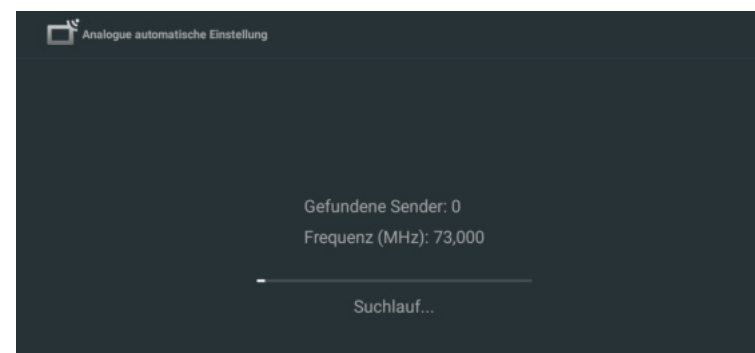 Analogue automatische Einstellung
Gefundene Sender: 0
Frequenz (MHz): 73,000
Suchlauf...